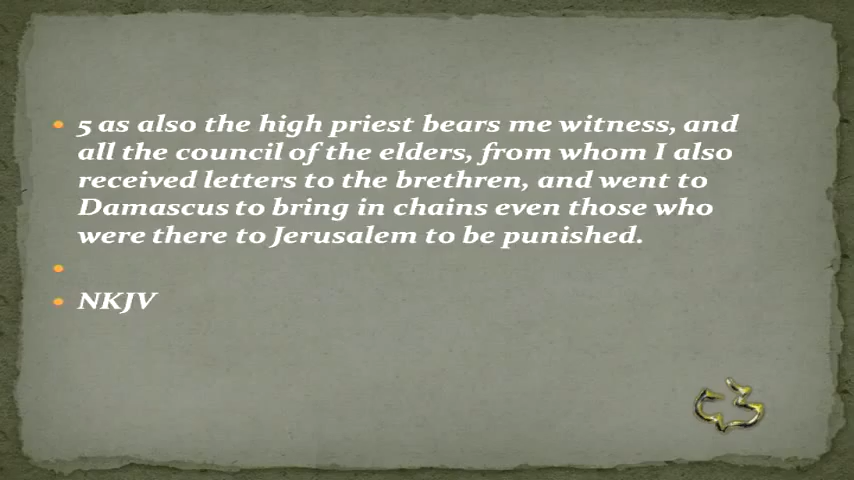 5 as also the high priest bears me witness, and
all the council of the elders, from whom I also
received letters to the brethren, and went to
Damascus to bring in chains even those who
were there to Jerusalem to be punished.
NKJV